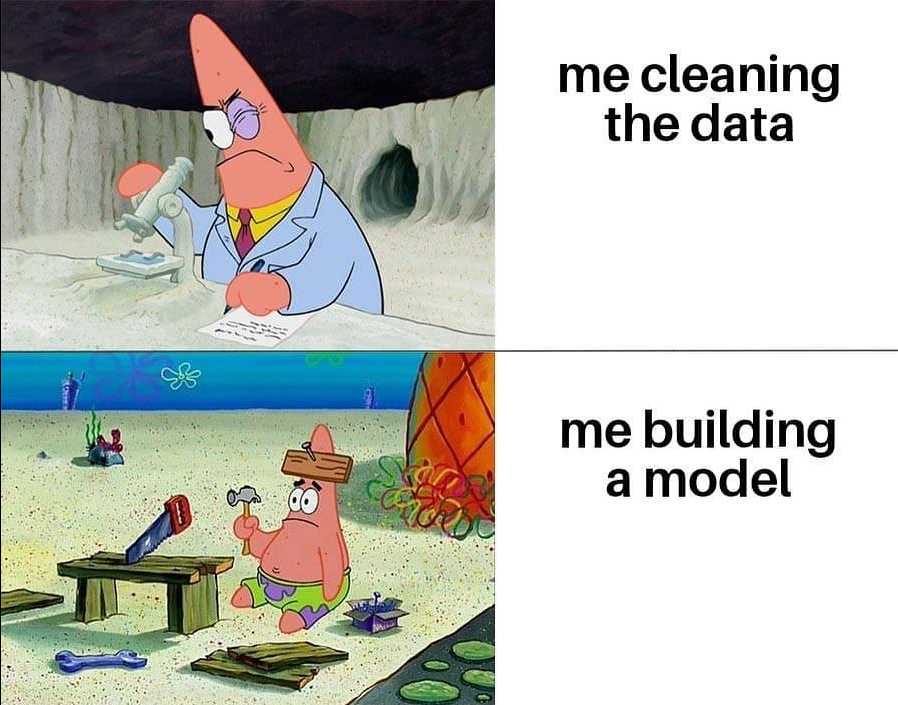 me cleaning
the data
me building
a model